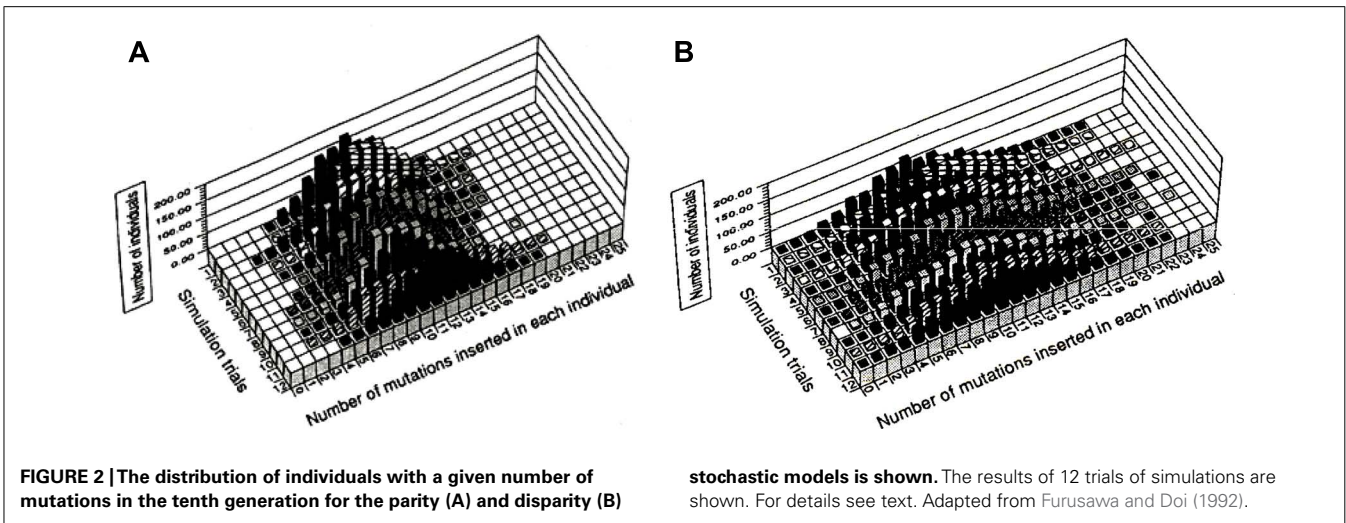 A
B
Number of individuals
200.00
150.00
100.00
50.00
0.00
Simulation trials
Number of mutations inserted in each individual
Number of individuals
200.00
150.00
100.00
50.00
0.00
Simulation trials
Number of mutations inserted in each individual
FIGURE 2 | The distribution of individuals with a given number of
mutations in the tenth generation for the parity (A) and disparity (B)
stochastic models is shown. The results of 12 trials of simulations are
shown. For details see text. Adapted from Furusawa and Doi (1992).